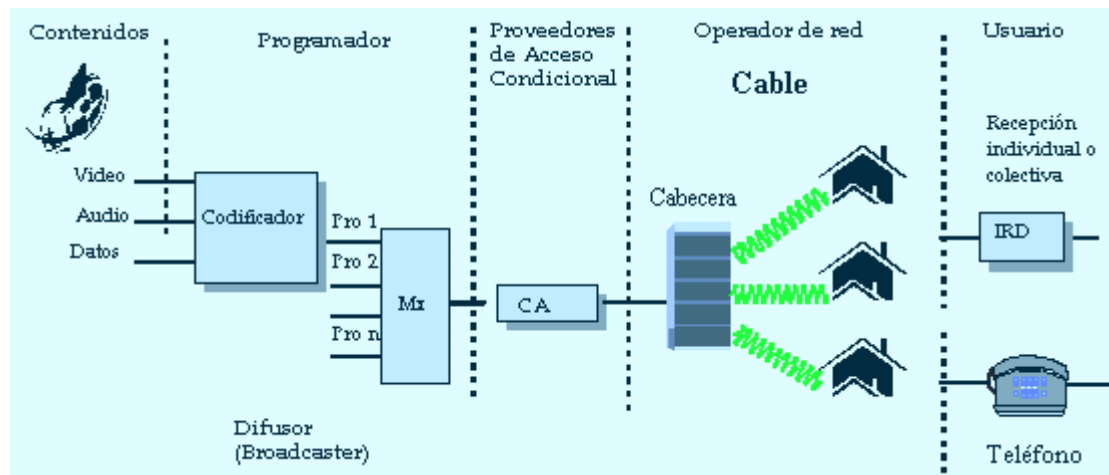 Contenidos
Programador
Proveedores
de Acceso
Condicional
Operador de red
Usuario
Cable
Recepción
individual o
colectiva
Video
Audio
Datos
Codificador
Pro 1
Pro 2
Pro n
Mx
CA
Cabecera
IRD
Difusor
(Broadcaster)
Teléfono